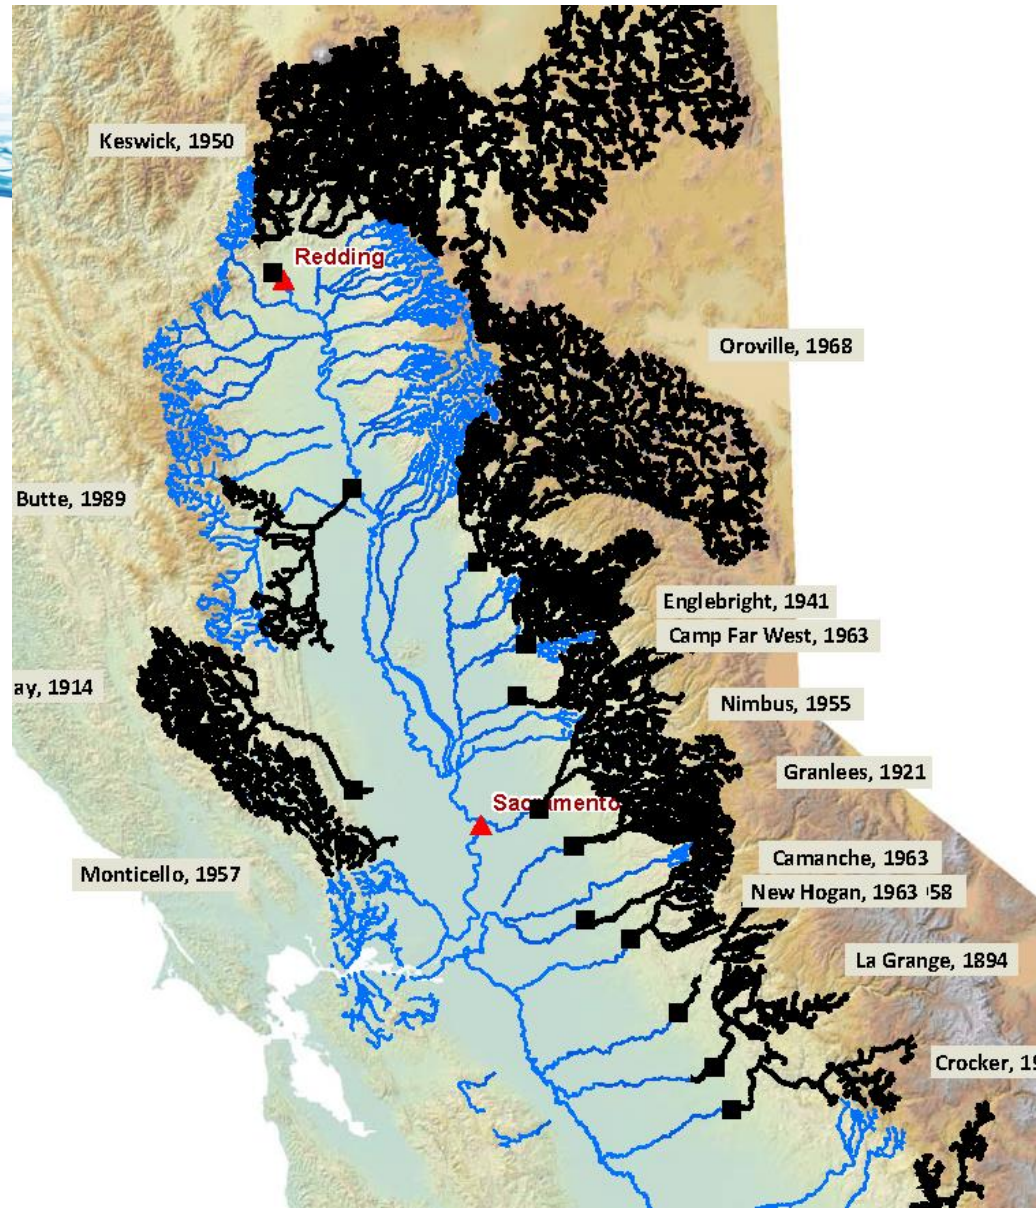 Keswick, 1950
Redding
Oroville, 1968
Butte, 1989
Englebright, 1941
Camp Far West, 1963
ay, 1914
Nimbus, 1955
Granlees, 1921
Sacramento
Camanche, 1963
Monticello, 1957
New Hogan, 1963 58
La Grange, 1894
Crocker, 19